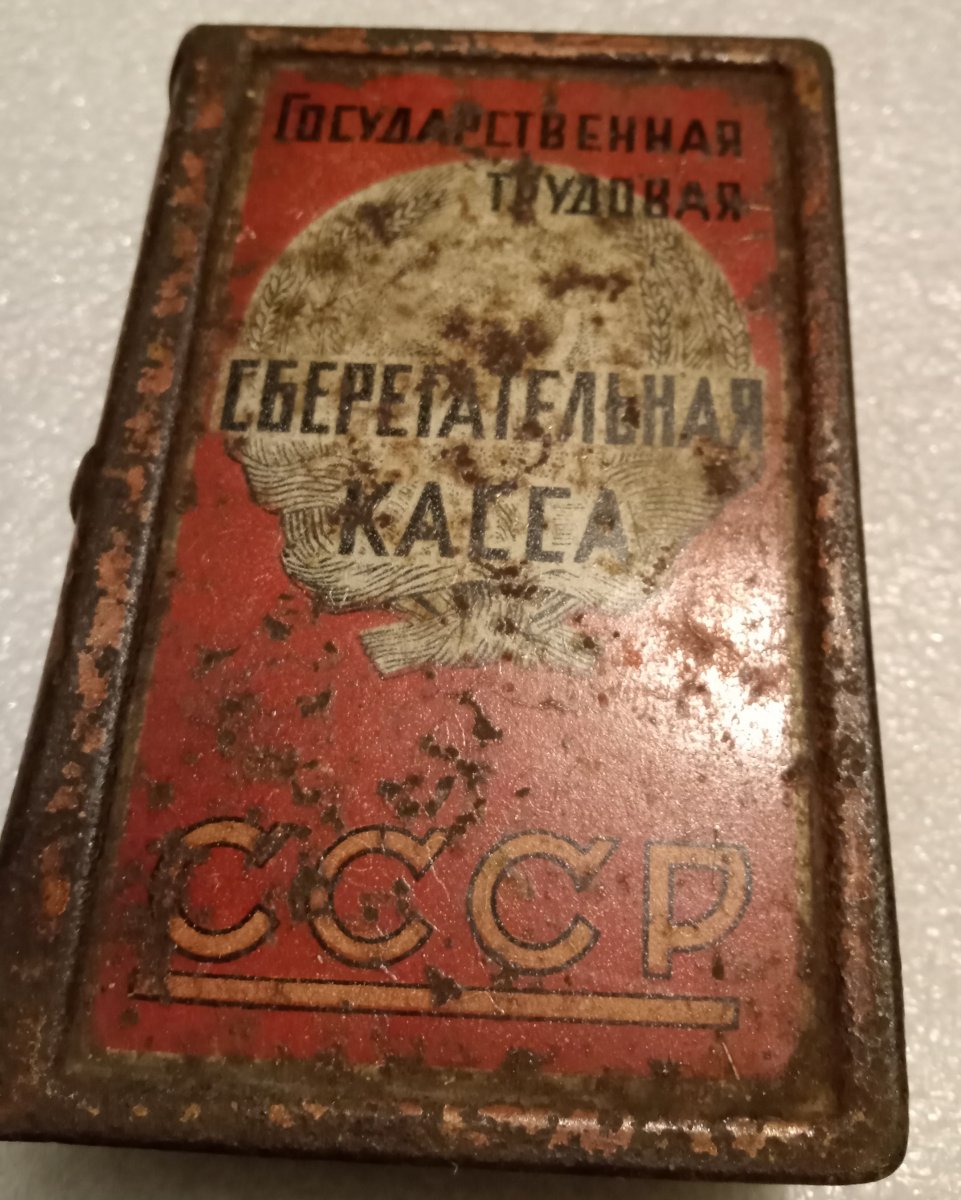 ГОСУДАРСТВЕННАЯ
ТРУДОВАЯ
СБЕРЕГАТЕЛЬНАЯ
КАССА
СССР